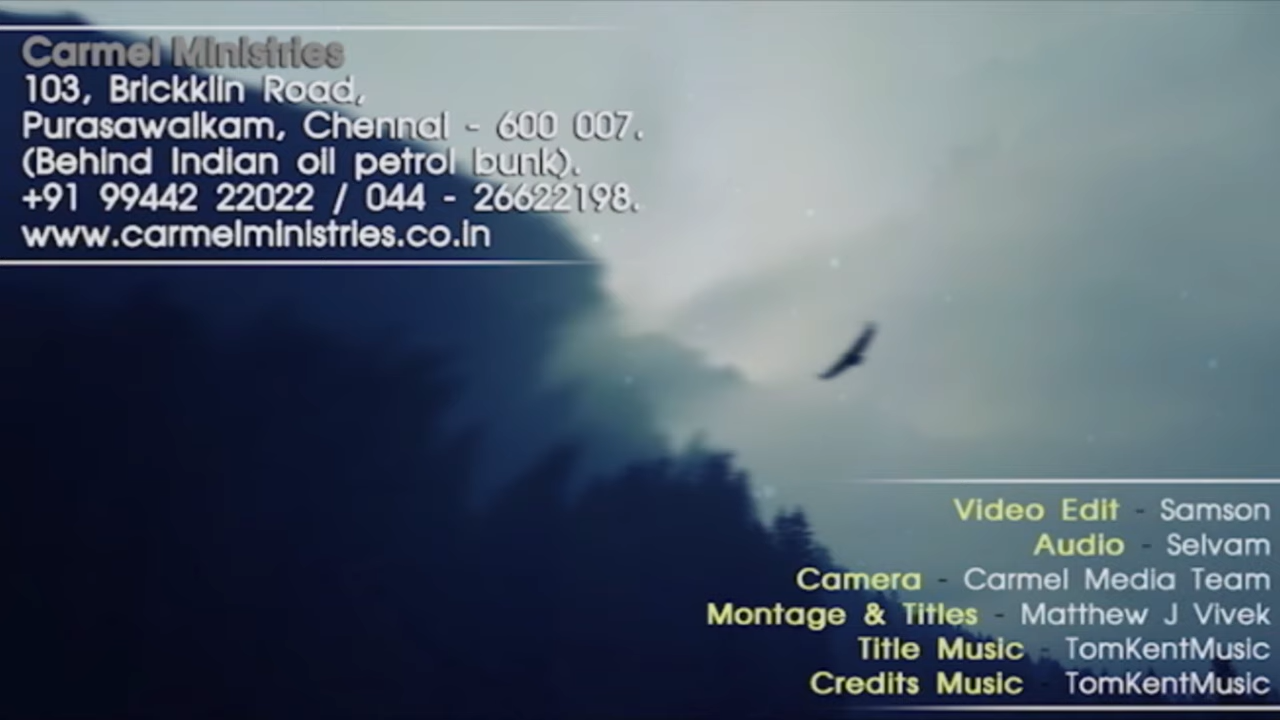 Carmel Ministries
103, Brickklin Road,
Purasawalkam, Chennai - 600 007.
(Behind Indian oil petrol bunk).
+91 99442 22022 / 044 - 26622198.
www.carmelministries.co.in
Video Edit - Samson
Audio - Selvam
Camera - Carmel Media Team
Montage & Titles - Matthew J Vivek
Title Music - TomKentMusic
Credits Music - TomKentMusic